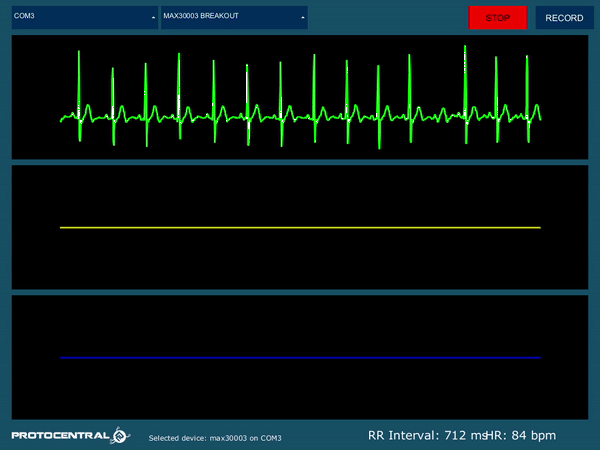 COM3
MAX30003 BREAKOUT
STOP
RECORD
PROTOCENTRAL
Selected device: max30003 on COM3
RR Interval: 712 ms
HR: 84 bpm